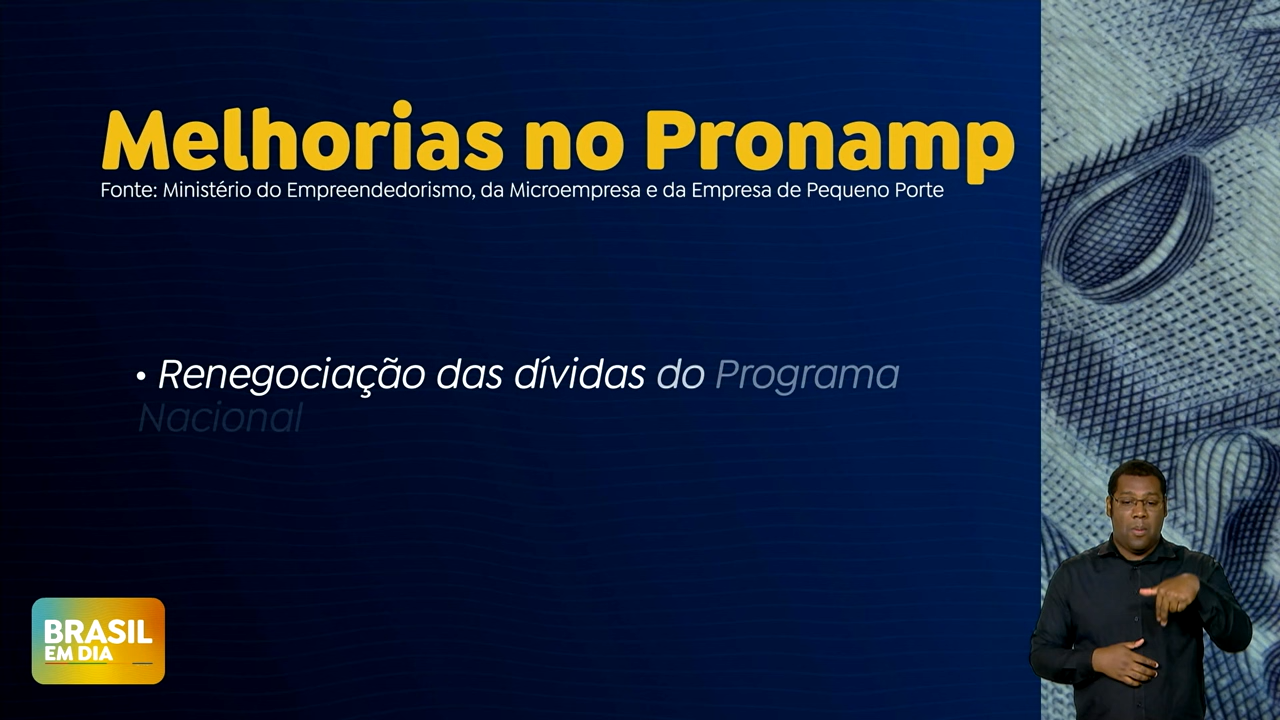 Melhorias no Pronamp
Fonte: Ministério do Empreendedorismo, da Microempresa e da Empresa de Pequeno Porte
• Renegociação das dívidas do Programa
Nacional
BRASIL
EM DIA